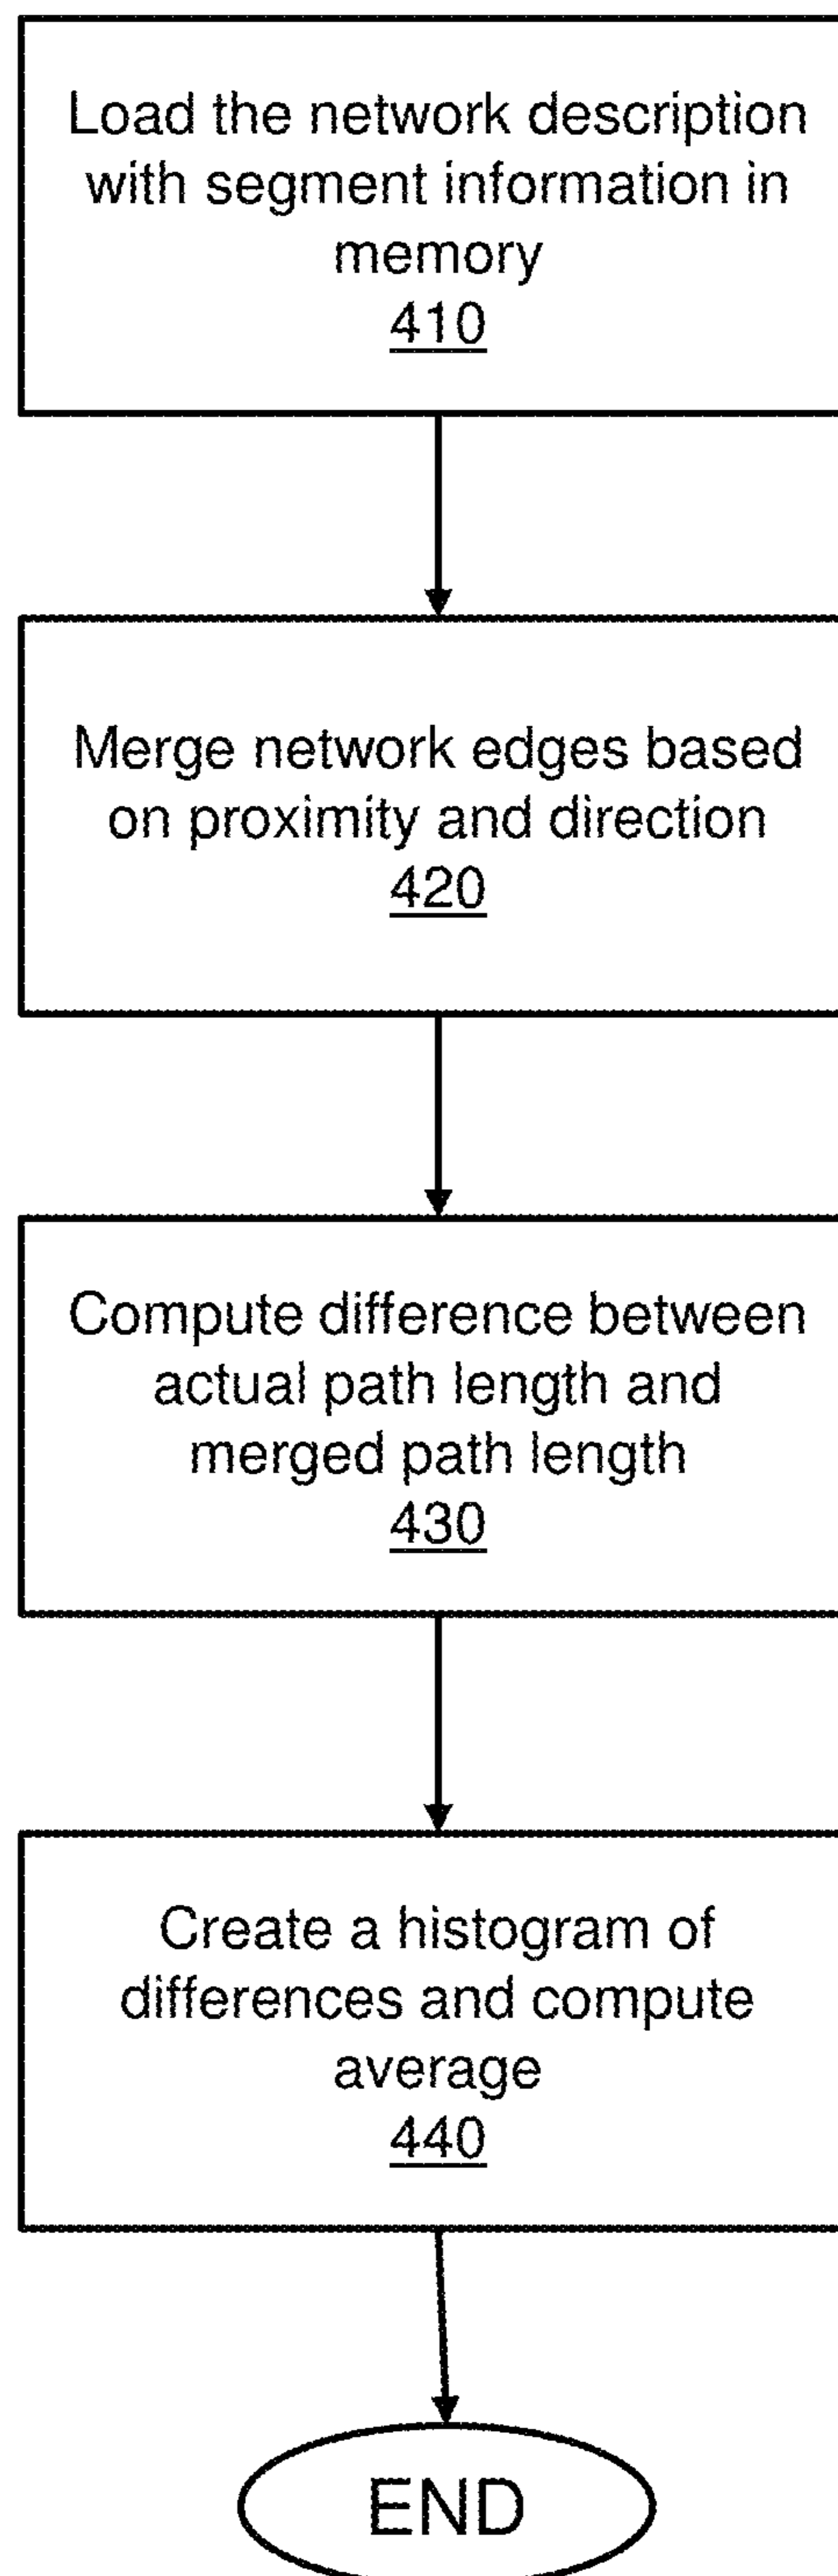 Load the network description
with segment information in
memory
410
Merge network edges based
on proximity and direction
420
Compute difference between
actual path length and
merged path length
430
Create a histogram of
differences and compute
average
440
END